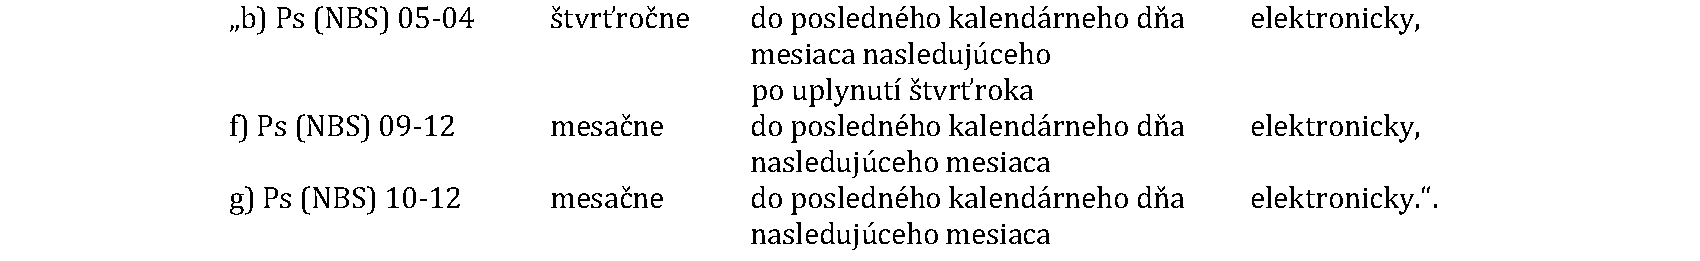 „b) Ps (NBS) 05-04 štvrťročne do posledného kalendárneho dňa elektronicky,
mesiaca nasledujúceho
po uplynutí štvrťroka
f) Ps (NBS) 09-12 mesačne do posledného kalendárneho dňa elektronicky,
nasledujúceho mesiaca
g) Ps (NBS) 10-12 mesačne do posledného kalendárneho dňa elektronicky.“.
nasledujúceho mesiaca